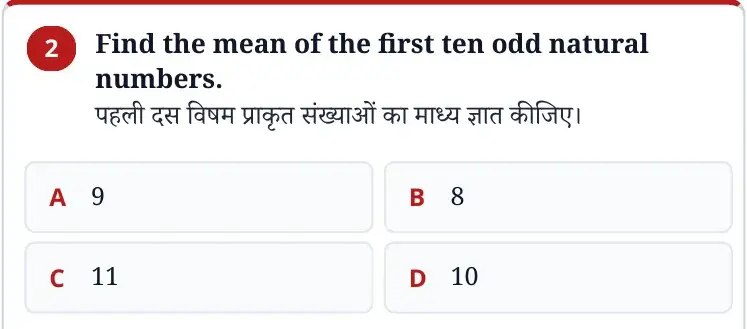 2 Find the mean of the first ten odd natural
numbers.
पहली दस विषम प्राकृत संख्याओं का माध्य ज्ञात कीजिए।
A 9
B 8
C 11
D 10